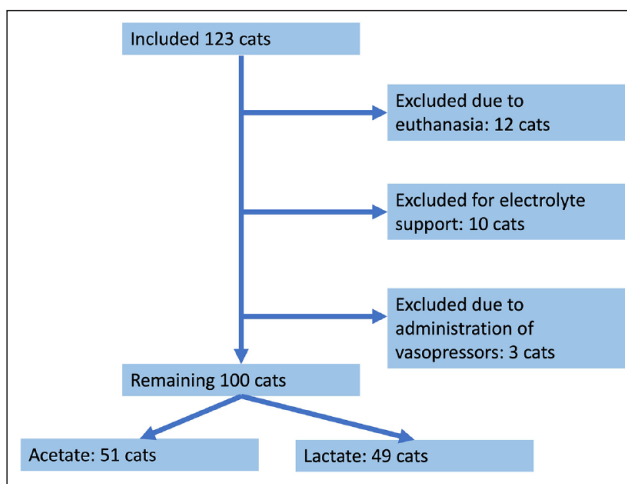 Included 123 cats
Excluded due to
euthanasia: 12 cats
Excluded for electrolyte
support: 10 cats
Excluded due to
administration of
vasopressors: 3 cats
Remaining 100 cats
Acetate: 51 cats
Lactate: 49 cats